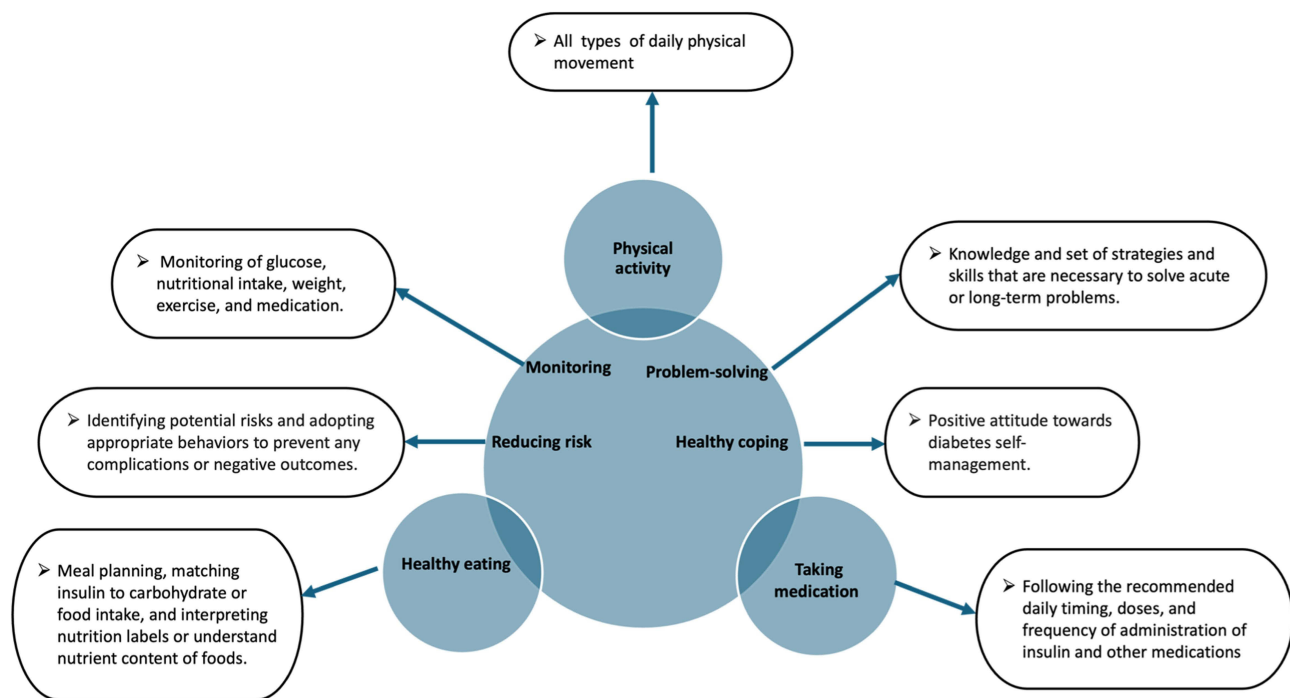 ➢ All types of daily physical
movement
Physical
activity
➢ Monitoring of glucose,
nutritional intake, weight,
exercise, and medication.
➢ Knowledge and set of strategies and
skills that are necessary to solve acute
or long-term problems.
Monitoring
Problem-solving
➢ Identifying potential risks and adopting
appropriate behaviors to prevent any
complications or negative outcomes.
Reducing risk
Healthy coping
➢ Positive attitude towards
diabetes self-
management.
➢ Meal planning, matching
insulin to carbohydrate or
food intake, and interpreting
nutrition labels or understand
nutrient content of foods.
Healthy eating
Taking
medication
➢ Following the recommended
daily timing, doses, and
frequency of administration of
insulin and other medications